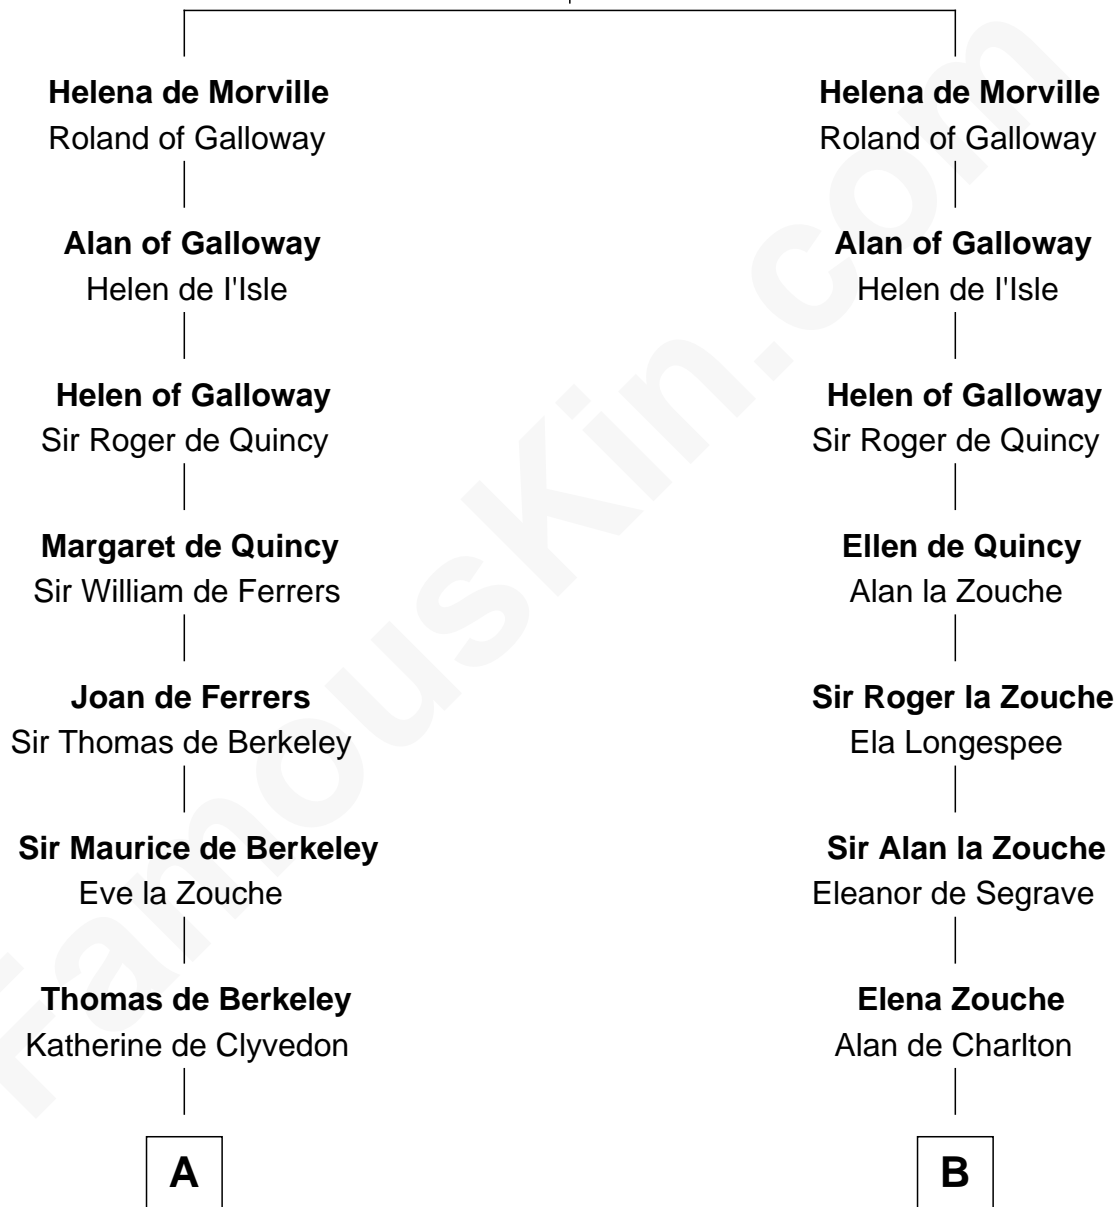 Helena de Morville
Roland of Galloway
Alan of Galloway
Helen de I'Isle
Helen of Galloway
Sir Roger de Quincy
Margaret de Quincy
Sir William de Ferrers
Joan de Ferrers
Sir Thomas de Berkeley
Sir Maurice de Berkeley
Eve la Zouche
Thomas de Berkeley
Katherine de Clyvedon
A
Helena de Morville
Roland of Galloway
Alan of Galloway
Helen de I'Isle
Helen of Galloway
Sir Roger de Quincy
Ellen de Quincy
Alan la Zouche
Sir Roger la Zouche
Ela Longespee
Sir Alan la Zouche
Eleanor de Segrave
Elena Zouche
Alan de Charlton
B
FamousKin.com